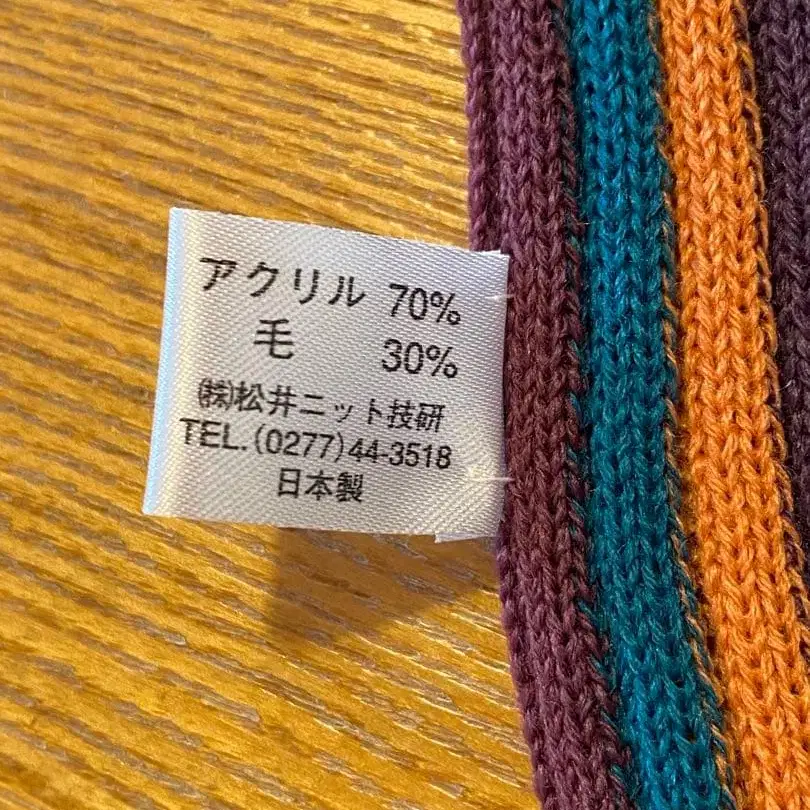 アクリル 70%
毛 30%
㈱松井ニット技研
TEL.(0277)44-3518
日本製